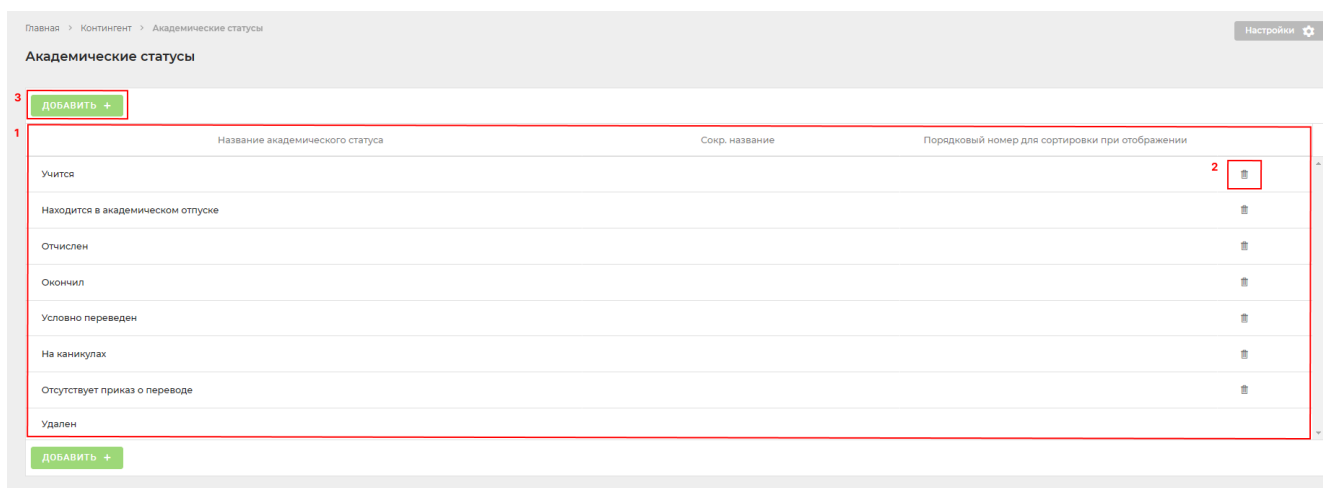 Главная > Контингент > Академические статусы
Настройки
Академические статусы
3
ДОБАВИТЬ +
1
Название академического статуса Сокр. название Порядковый номер для сортировки при отображении
Учится
2
Находится в академическом отпуске
Отчислен
Окончил
Условно переведен
На каникулах
Отсутствует приказ о переводе
Удален
ДОБАВИТЬ +